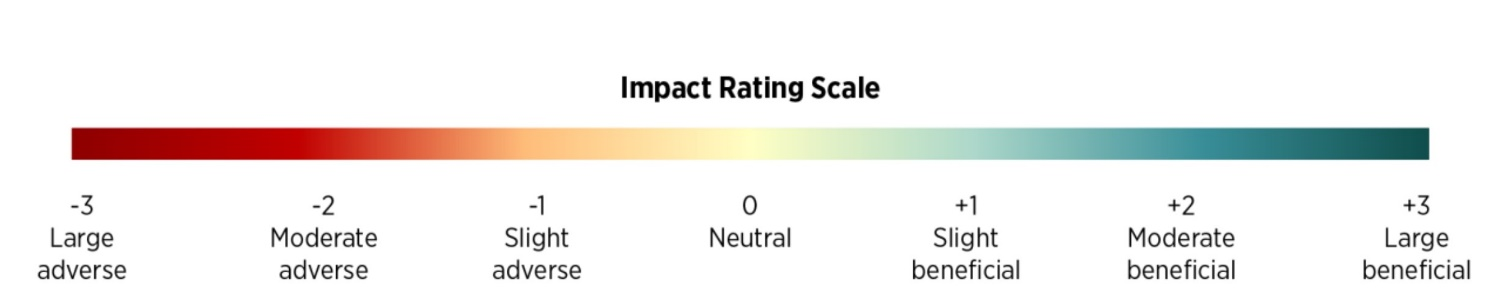 Impact Rating Scale
-3 -2 -1 0 +1 +2 +3
Large Moderate Slight Neutral Slight Moderate Large
adverse adverse adverse beneficial beneficial beneficial